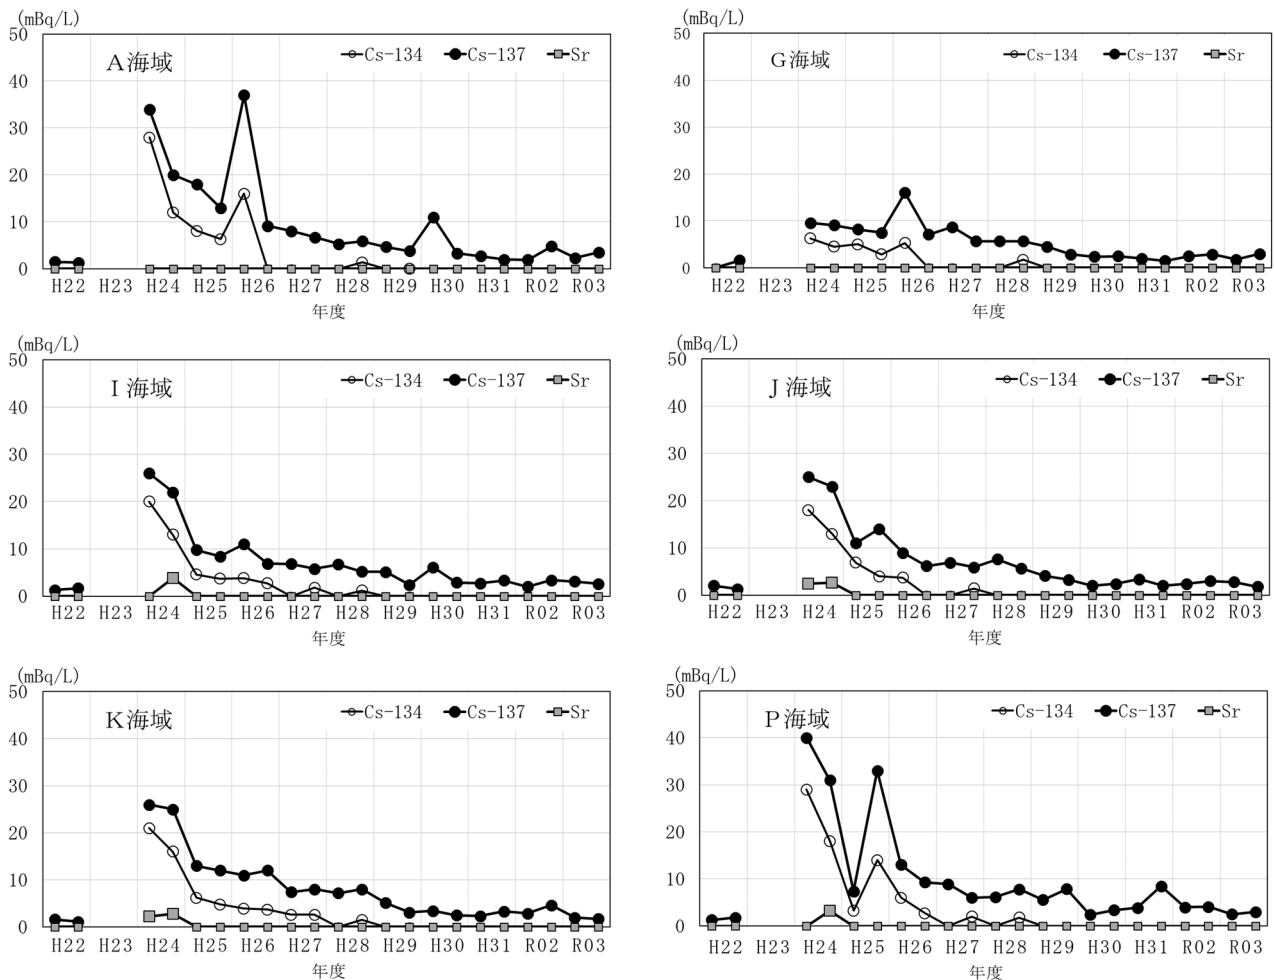 (mBq/L)
A海域
Cs-134 Cs-137 Sr
50
40
30
20
10
0
H22 H23 H24 H25 H26 H27 H28 H29 H30 H31 R02 R03
年度
(mBq/L)
G海域
Cs-134 Cs-137 Sr
50
40
30
20
10
0
H22 H23 H24 H25 H26 H27 H28 H29 H30 H31 R02 R03
年度
(mBq/L)
I海域
Cs-134 Cs-137 Sr
50
40
30
20
10
0
H22 H23 H24 H25 H26 H27 H28 H29 H30 H31 R02 R03
年度
(mBq/L)
J海域
Cs-134 Cs-137 Sr
50
40
30
20
10
0
H22 H23 H24 H25 H26 H27 H28 H29 H30 H31 R02 R03
年度
(mBq/L)
K海域
Cs-134 Cs-137 Sr
50
40
30
20
10
0
H22 H23 H24 H25 H26 H27 H28 H29 H30 H31 R02 R03
年度
(mBq/L)
P海域
Cs-134 Cs-137 Sr
50
40
30
20
10
0
H22 H23 H24 H25 H26 H27 H28 H29 H30 H31 R02 R03
年度